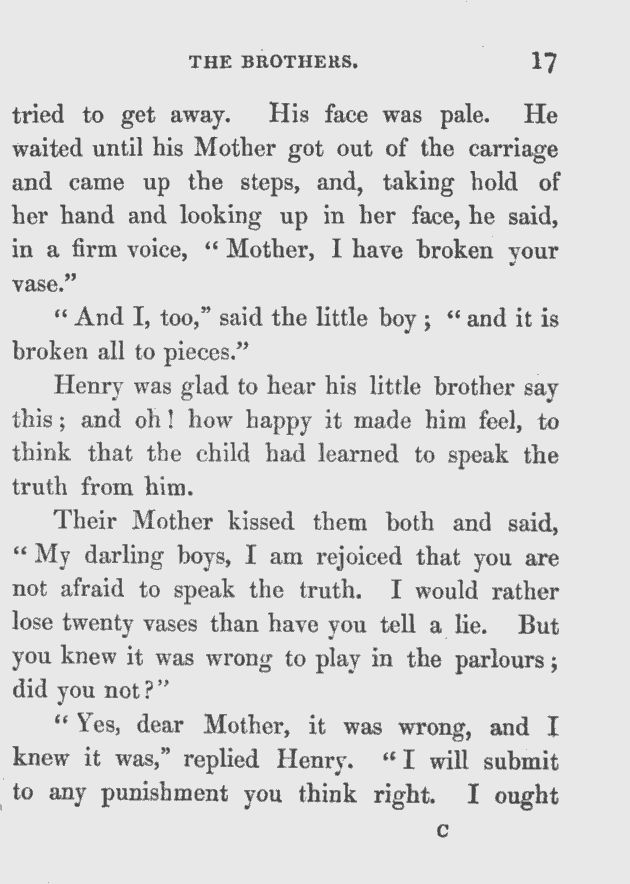 THE BROTHERS. 17
tried to get away. His face was pale. He
waited until his Mother got out of the carriage
and came up the steps, and, taking hold of
her hand and looking up in her face, he said,
in a firm voice, “ Mother, I have broken your
vase.”
“ And I, too,” said the little boy ; “ and it is
broken all to pieces.”
Henry was glad to hear his little brother say
this ; and oh ! how happy it made him feel, to
think that the child had learned to speak the
truth from him.
Their Mother kissed them both and said,
“ My darling boys, I am rejoiced that you are
not afraid to speak the truth. I would rather
lose twenty vases than have you tell a lie. But
you knew it was wrong to play in the parlours ;
did you not ?”
“ Yes, dear Mother, it was wrong, and I
knew it was,” replied Henry. “ I will submit
to any punishment you think right. I ought
C